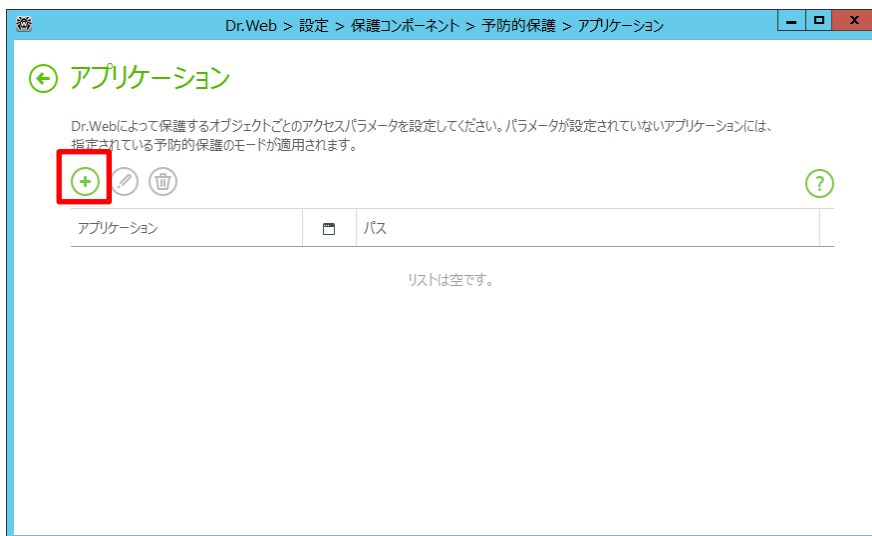 Dr.Web > 設定 > 保護コンポーネント > 予防的保護 > アプリケーション
アプリケーション
Dr.Webによって保護するオブジェクトごとのアクセスパラメータを設定してください。パラメータが設定されていないアプリケーションには、
指定されている予防的保護のモードが適用されます。
?
アプリケーション パス
リストは空です。